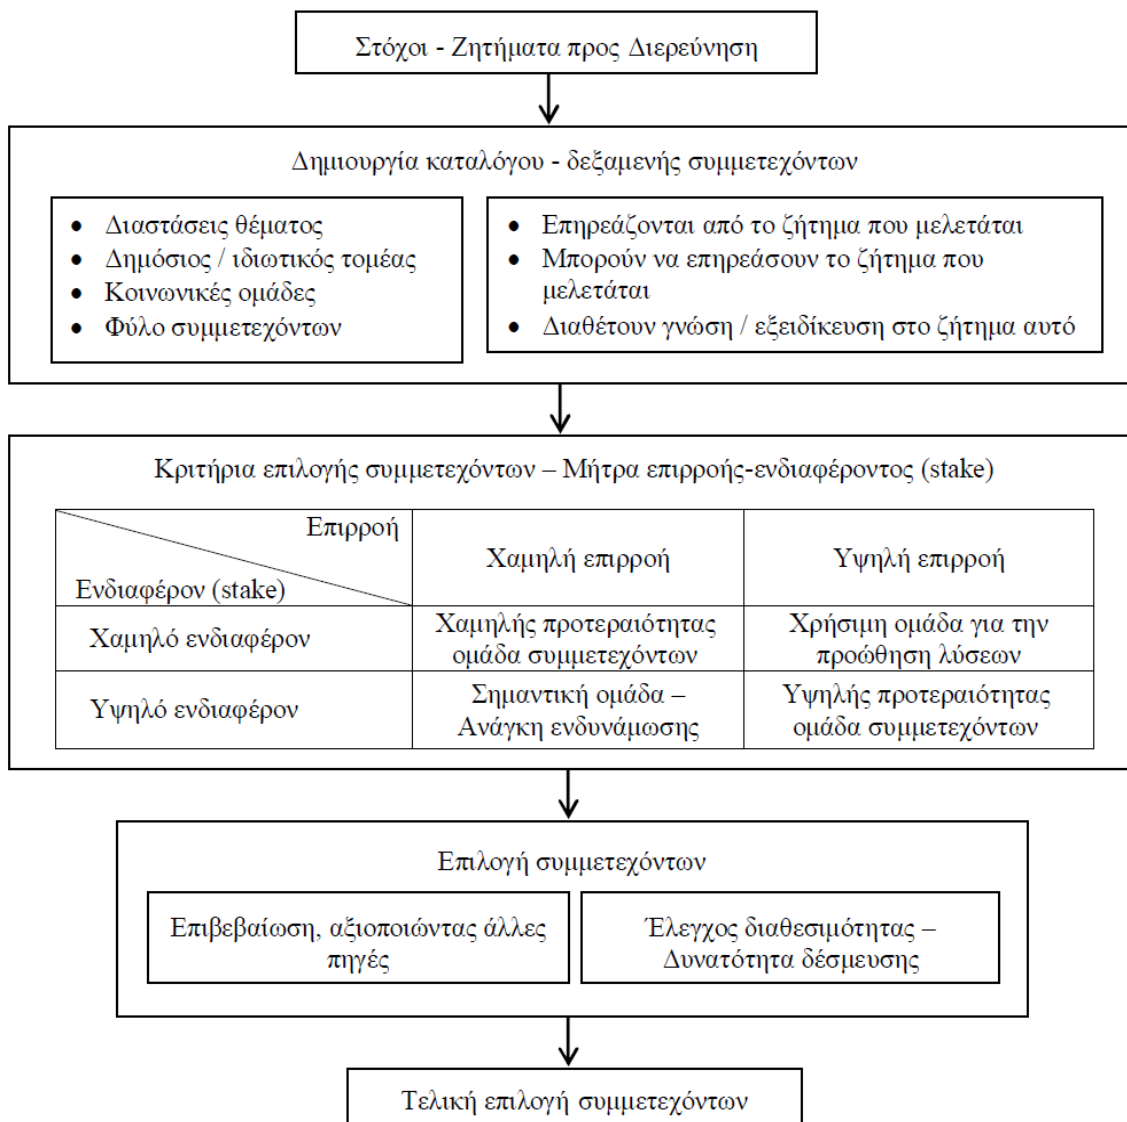 Στόχοι - Ζητήματα προς Διερεύνηση
Δημιουργία καταλόγου - δεξαμενής συμμετεχόντων
• Διαστάσεις θέματος
• Δημόσιος / ιδιωτικός τομέας
• Κοινωνικές ομάδες
• Φύλο συμμετεχόντων
• Επηρεάζονται από το ζήτημα που μελετάται
• Μπορούν να επηρεάσουν το ζήτημα που
μελετάται
• Διαθέτουν γνώση / εξειδίκευση στο ζήτημα αυτό
Κριτήρια επιλογής συμμετεχόντων – Μήτρα επιρροής-ενδιαφέροντος (stake)
Επιρροή
Ενδιαφέρον (stake)
Χαμηλή επιρροή
Υψηλή επιρροή
Χαμηλό ενδιαφέρον
Χαμηλής προτεραιότητας
ομάδα συμμετεχόντων
Χρήσιμη ομάδα για την
προώθηση λύσεων
Υψηλό ενδιαφέρον
Σημαντική ομάδα –
Ανάγκη ενδυνάμωσης
Υψηλής προτεραιότητας
ομάδα συμμετεχόντων
Επιλογή συμμετεχόντων
Επιβεβαίωση, αξιοποιώντας άλλες
πηγές
Έλεγχος διαθεσιμότητας –
Δυνατότητα δέσμευσης
Τελική επιλογή συμμετεχόντων